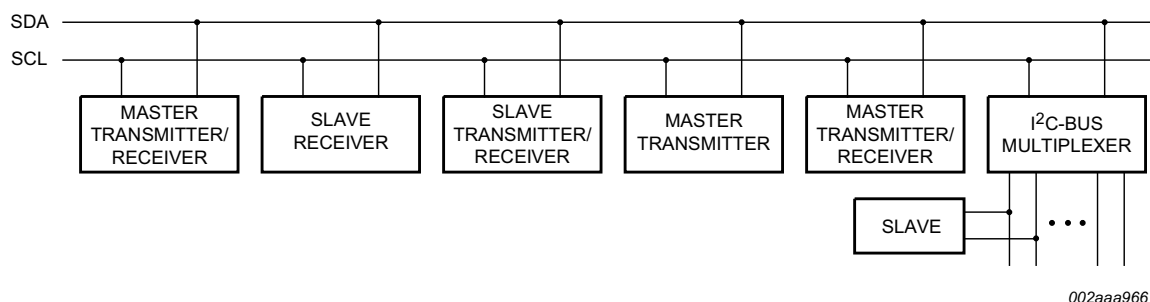 SDA
SCL
MASTER
TRANSMITTER/
RECEIVER
SLAVE
RECEIVER
SLAVE
TRANSMITTER/
RECEIVER
MASTER
TRANSMITTER
MASTER
TRANSMITTER/
RECEIVER
I²C-BUS
MULTIPLEXER
SLAVE
002aaa966